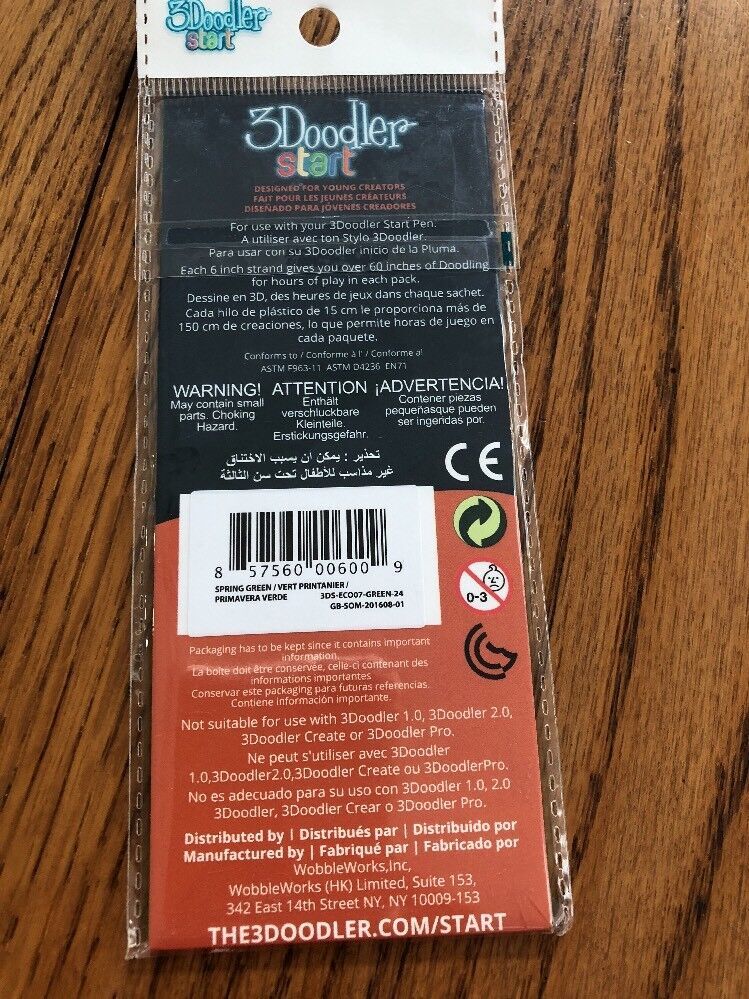 3Doodler
start
3Doodler
start
DESIGNED FOR YOUNG CREATORS
FAIT POUR LES JEUNES CRÉATEURS
DISEÑADO PARA JÓVENES CREADORES
For use with your 3Doodler Start Pen.
A utiliser avec ton Stylo 3Doodler.
Para usar con su 3Doodler inicio de la Pluma.
Each 6 inch strand gives you over 60 inches of Doodling
for hours of play in each pack.
Dessine en 3D, des heures de jeux dans chaque sachet.
Cada hilo de plástico de 15 cm le proporciona más de
150 cm de creaciones, lo que permite horas de juego en
cada paquete.
Conforms to / Conforme à l' / Conforme al
ASTM F963-11 ASTM D4236 EN71
WARNING!
May contain small
parts. Choking
Hazard.
ATTENTION
Enthält
verschluckbare
Kleinteile.
Erstickungsgefahr.
¡ADVERTENCIA!
Contener piezas
pequeñasque pueden
ser ingendas por.
تحذير : يمكن ان يسبب الاختناق
غير مناسب للأطفال تحت سن الثالثة
CE
8 57560 00600 9
SPRING GREEN / VERT PRINTANIER /
PRIMAVERA VERDE 3DS-ECO07-GREEN-24
GB-SOM-201608-01
0-3
Packaging has to be kept since it contains important
information.
La boîte doit être conservée, celle-ci contenant des
informations importantes
Conservar este packaging para futuras referencias.
Contiene información importante.
Not suitable for use with 3Doodler 1.0, 3Doodler 2.0,
3Doodler Create or 3Doodler Pro.
Ne peut s'utiliser avec 3Doodler
1.0,3Doodler2.0,3Doodler Create ou 3DoodlerPro.
No es adecuado para su uso con 3Doodler 1.0, 2.0
3Doodler, 3Doodler Crear o 3Doodler Pro.
Distributed by | Distribués par | Distribuido por
Manufactured by | Fabriqué par | Fabricado por
WobbleWorks,Inc,
WobbleWorks (HK) Limited, Suite 153,
342 East 14th Street NY, NY 10009-153
THE3DOODLER.COM/START